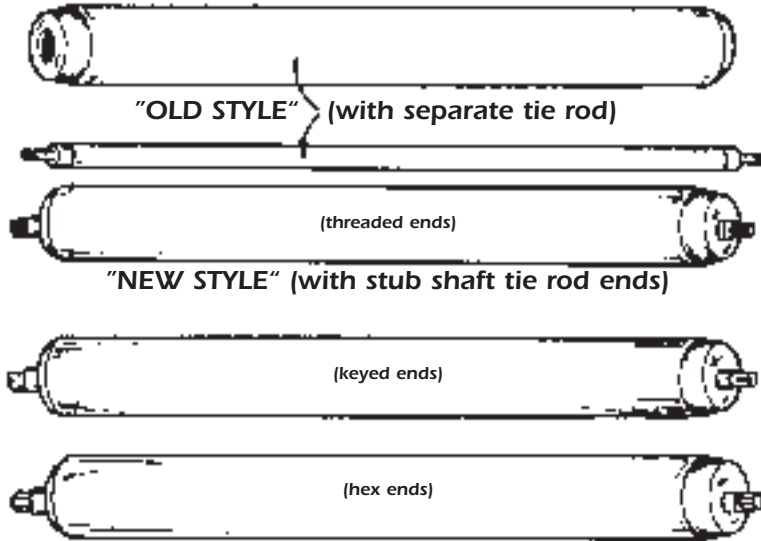 "OLD STYLE“ (with separate tie rod)
(threaded ends)
"NEW STYLE“ (with stub shaft tie rod ends)
(keyed ends)
(hex ends)